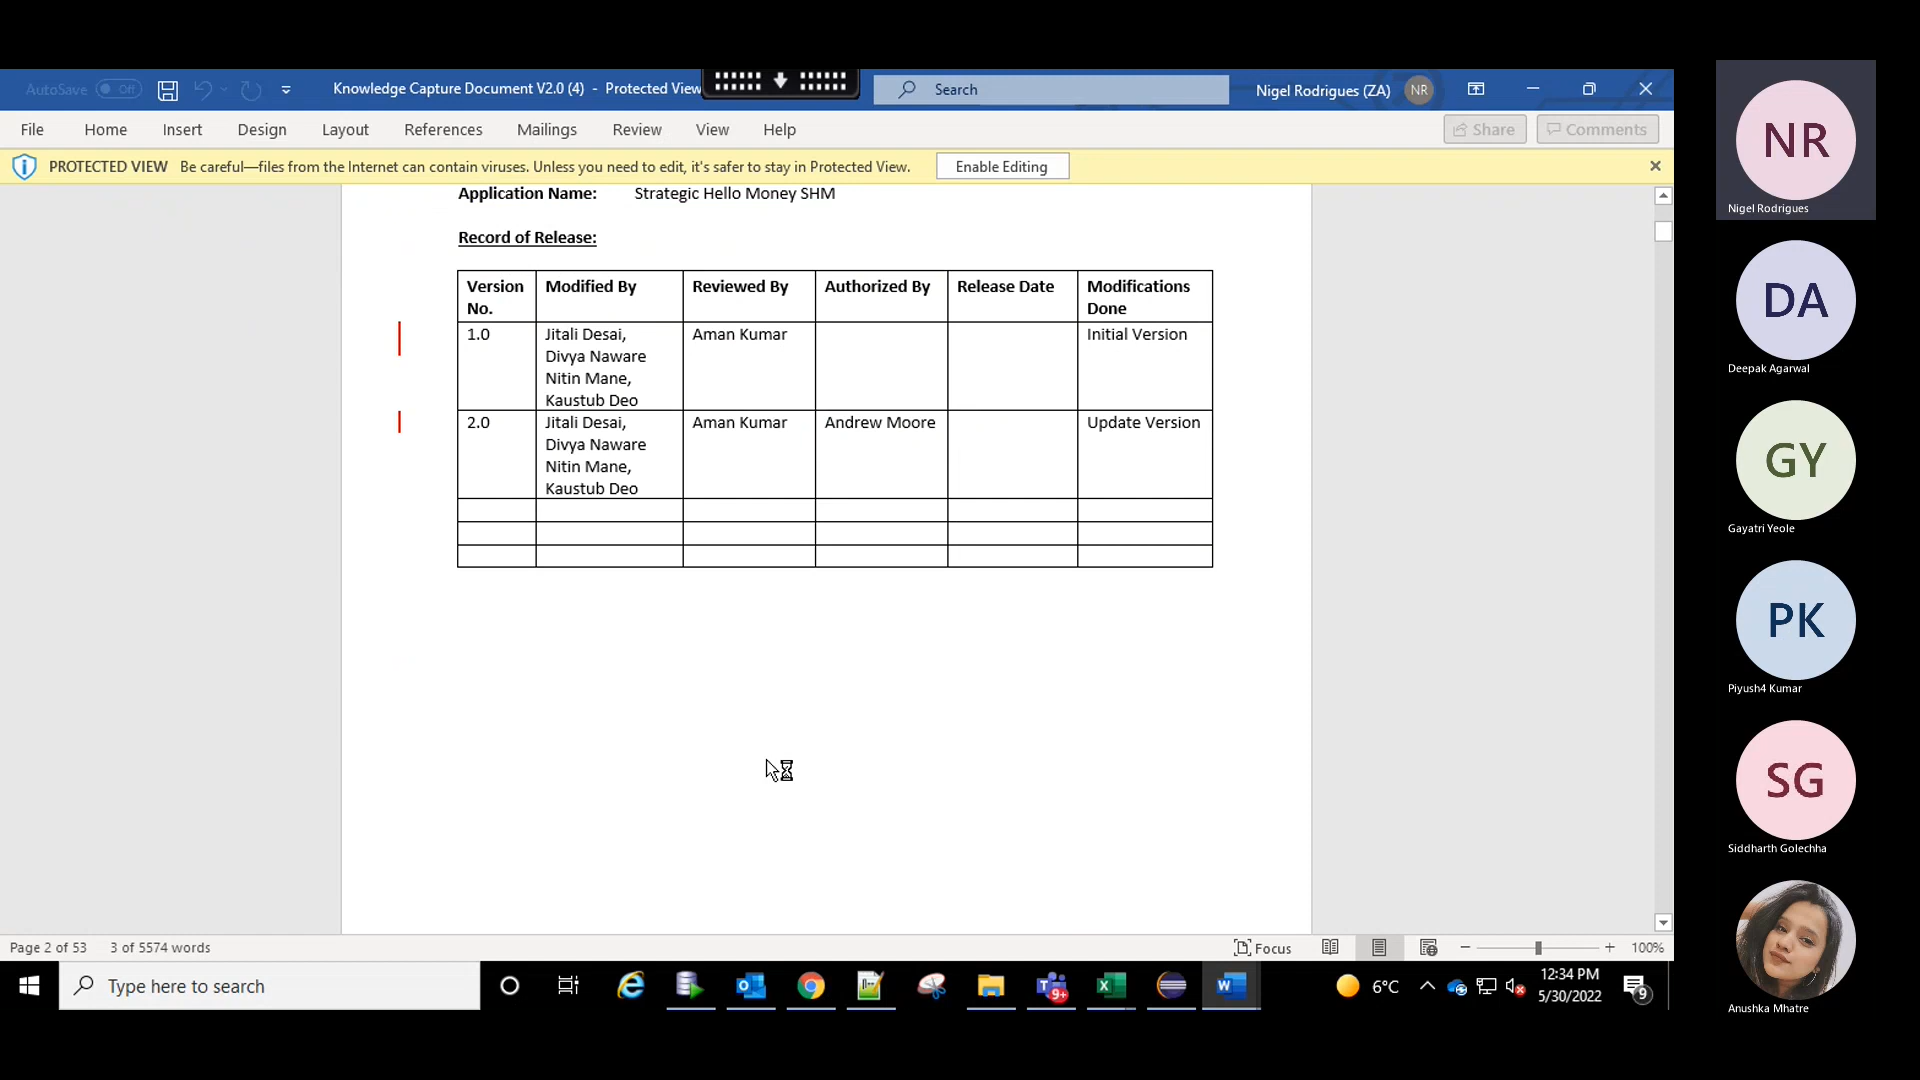 AutoSave Off
Knowledge Capture Document V2.0 (4) - Protected View
Search
Nigel Rodrigues (ZA) NR
File Home Insert Design Layout References Mailings Review View Help
Share Comments
PROTECTED VIEW Be careful—files from the Internet can contain viruses. Unless you need to edit, it's safer to stay in Protected View. Enable Editing
Application Name: Strategic Hello Money SHM
Record of Release:
Version No. Modified By Reviewed By Authorized By Release Date Modifications Done
1.0 Jitali Desai, Aman Kumar Initial Version
Divya Naware
Nitin Mane,
Kaustub Deo
2.0 Jitali Desai, Aman Kumar Andrew Moore Update Version
Divya Naware
Nitin Mane,
Kaustub Deo
Page 2 of 53 3 of 5574 words
Focus
100%
Type here to search
9+
6°C
12:34 PM
5/30/2022
9
NR
Nigel Rodrigues
DA
Deepak Agarwal
GY
Gayatri Yeole
PK
Piyush4 Kumar
SG
Siddharth Golechha
Anushka Mhatre